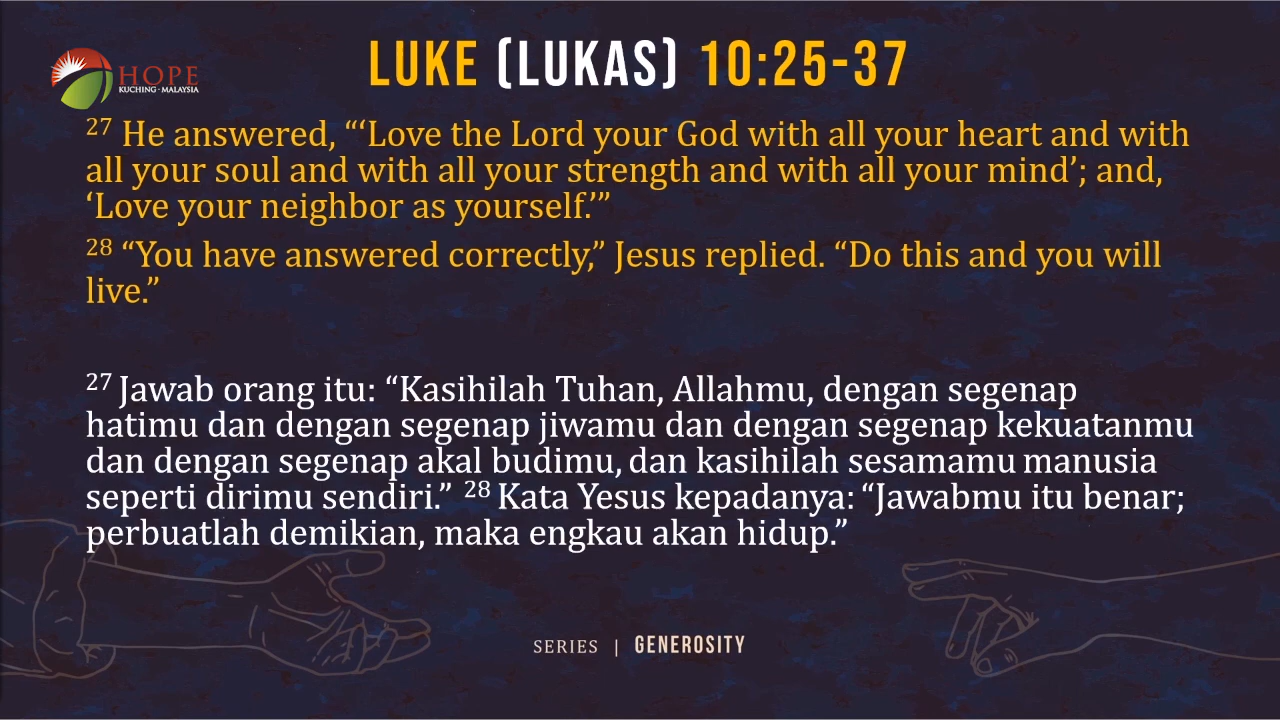 LUKE (LUKAS) 10:25-37
HOPE
KUCHING · MALAYSIA
27 He answered, “‘Love the Lord your God with all your heart and with
all your soul and with all your strength and with all your mind’; and,
‘Love your neighbor as yourself.’”
28 “You have answered correctly,” Jesus replied. “Do this and you will
live.”
27 Jawab orang itu: “Kasihilah Tuhan, Allahmu, dengan segenap
hatimu dan dengan segenap jiwamu dan dengan segenap kekuatanmu
dan dengan segenap akal budimu, dan kasihilah sesamamu manusia
seperti dirimu sendiri.” 28 Kata Yesus kepadanya: “Jawabmu itu benar;
perbuatlah demikian, maka engkau akan hidup.”
SERIES | GENEROSITY